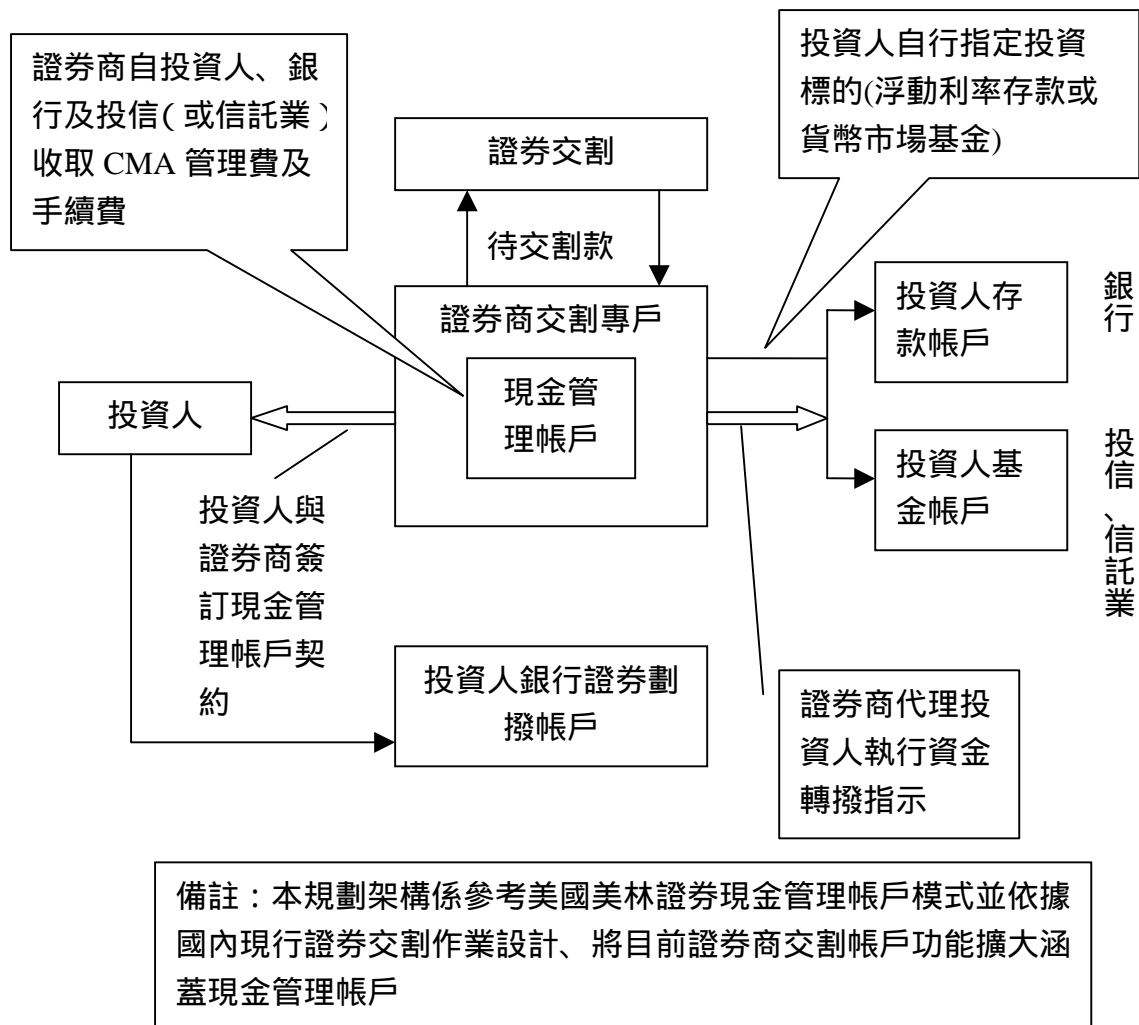 證券商自投資人、銀
行及投信(或信託業)
收取 CMA 管理費及
手續費
投資人自行指定投資
標的(浮動利率存款或
貨幣市場基金)
證券交割
待交割款
證券商交割專戶
現金管
理帳戶
投資人
投資人存
款帳戶
銀行
投資人基
金帳戶
投信、信託業
投資人與
證券商簽
訂現金管
理帳戶契
約
投資人銀行證券劃
撥帳戶
證券商代理投
資人執行資金
轉撥指示
備註：本規劃架構係參考美國美林證券現金管理帳戶模式並依據
國內現行證券交割作業設計、將目前證券商交割帳戶功能擴大涵
蓋現金管理帳戶